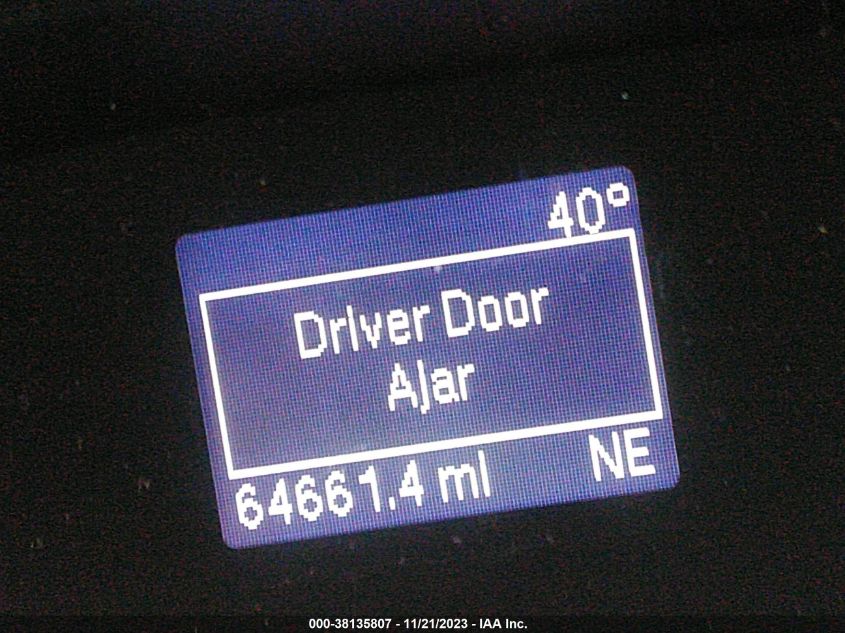 40°
Driver Door
Ajar
64661.4 mi NE
000-38135807 - 11/21/2023 - IAA Inc.